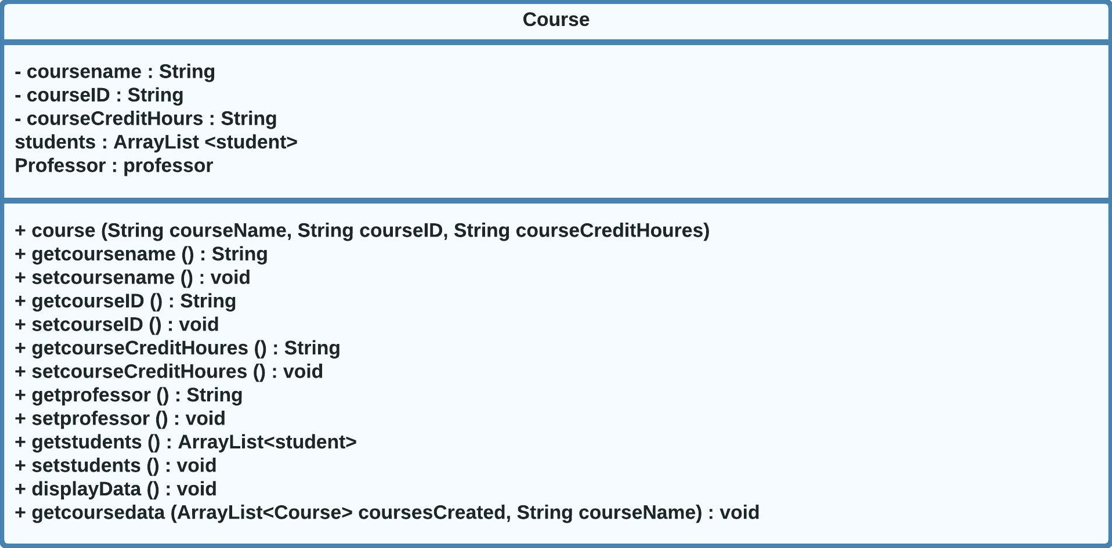 Course
- coursename : String
- courseID : String
- courseCreditHours : String
students : ArrayList <student>
Professor : professor
+ course (String courseName, String courseID, String courseCreditHoures)
+ getcoursename () : String
+ setcoursename () : void
+ getcourseID () : String
+ setcourseID () : void
+ getcourseCreditHoures () : String
+ setcourseCreditHoures () : void
+ getprofessor () : String
+ setprofessor () : void
+ getstudents () : ArrayList<student>
+ setstudents () : void
+ displayData () : void
+ getcoursedata (ArrayList<Course> coursesCreated, String courseName) : void